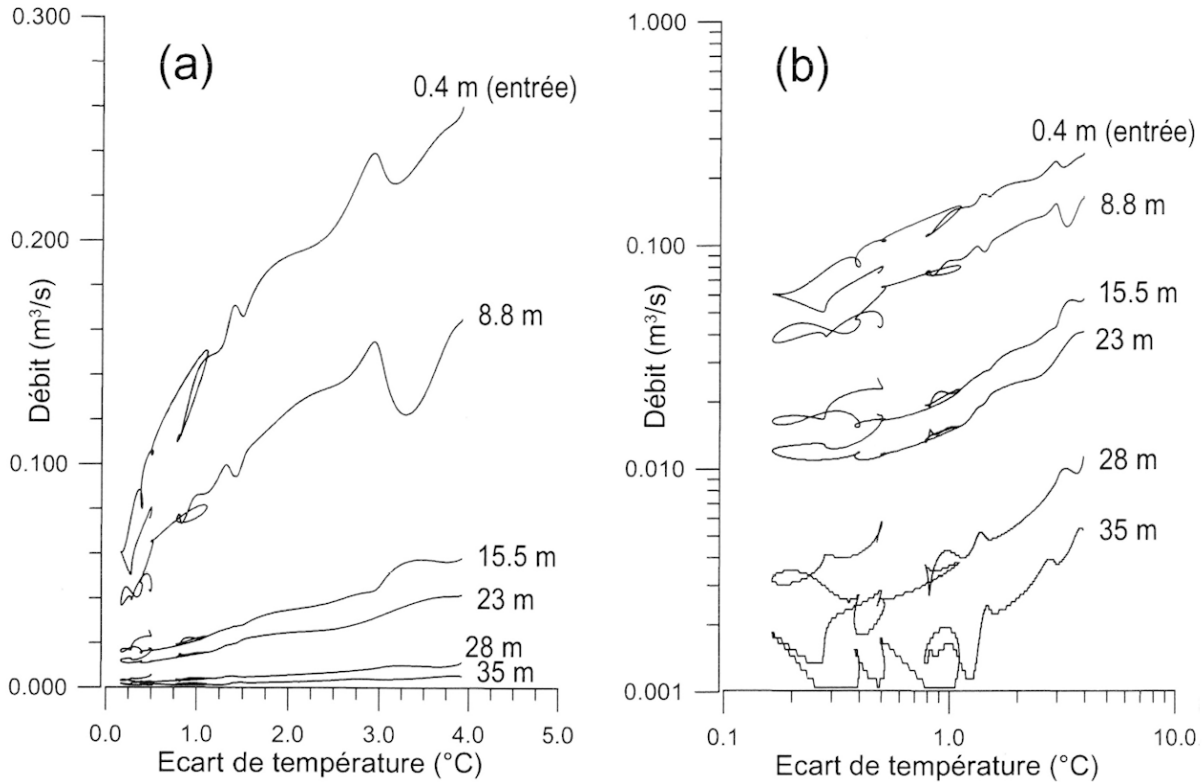 (a)
0.300
0.200
0.100
0.000
Débit (m³/s)
0.4 m (entrée)
8.8 m
15.5 m
23 m
28 m
35 m
0.0 1.0 2.0 3.0 4.0 5.0
Ecart de température (°C)
(b)
1.000
0.100
0.010
0.001
Débit (m³/s)
0.4 m (entrée)
8.8 m
15.5 m
23 m
28 m
35 m
0.1 1.0 10.0
Ecart de température (°C)